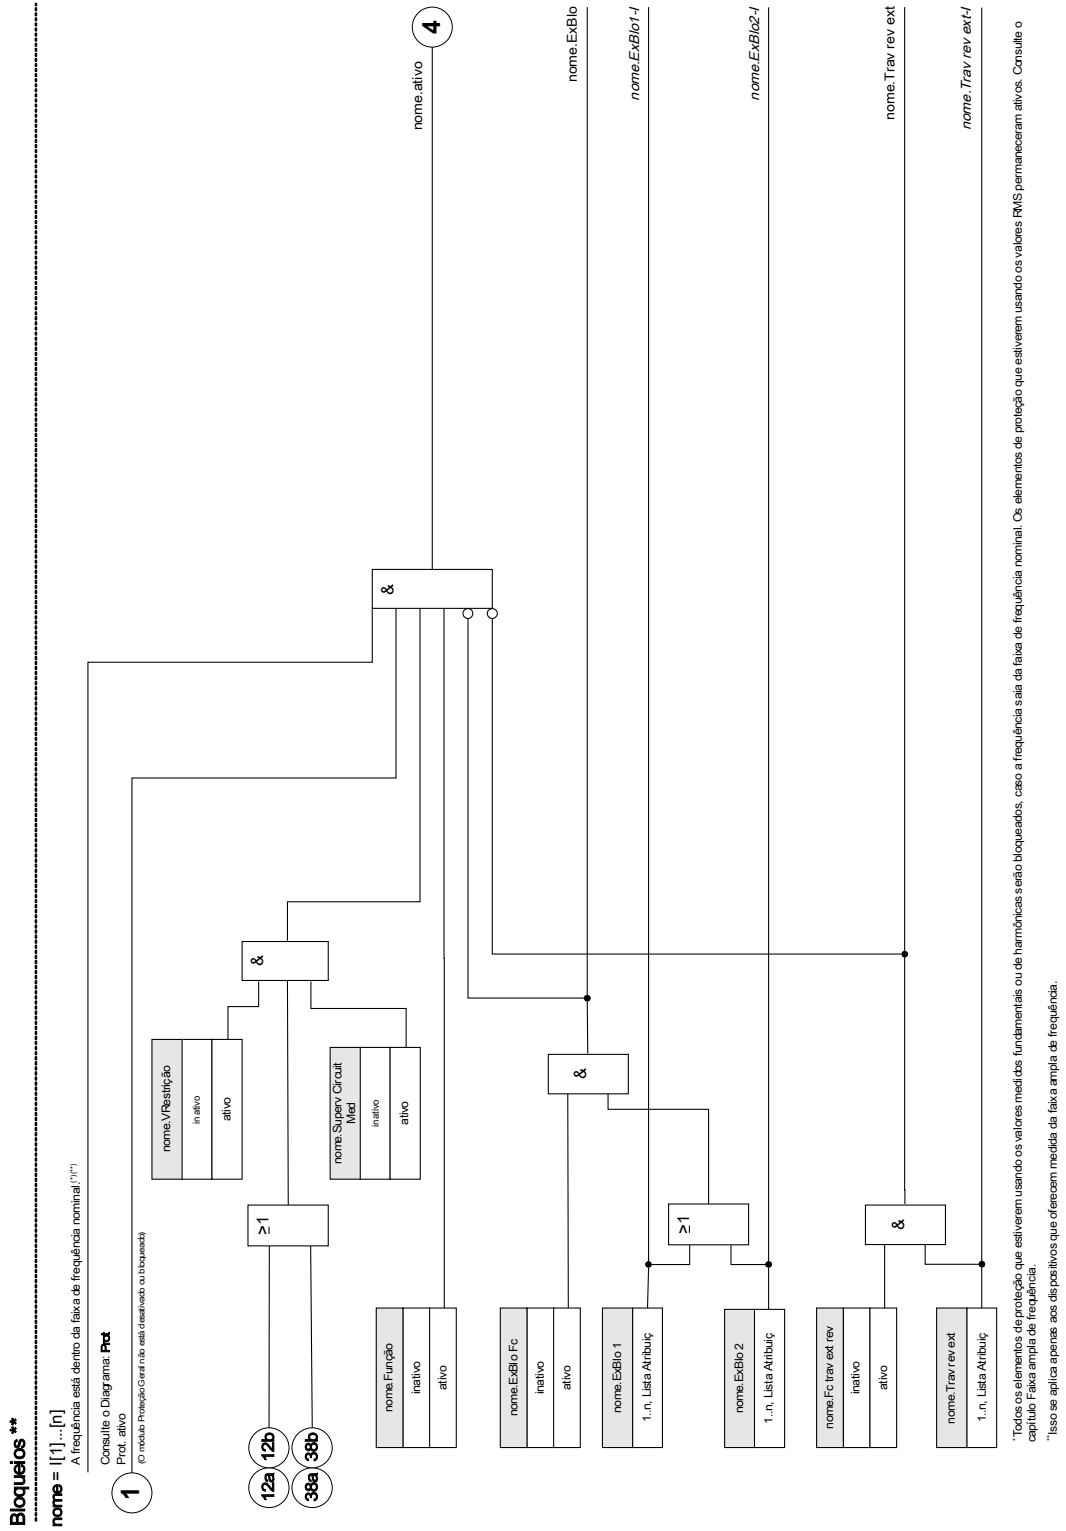 Bloqueios **
nome = I[1]...[n]
A frequência está dentro da faixa de frequência nominal.(*)(**)
Consulte o Diagrama: Prot
Prot. ativo
1
(O módulo Proteção Geral não está desativado ou bloqueado)
nome.VRestrição
inativo
ativo
12a
12b
38a
38b
≥1
&
nome.Superv Circuit
Med
inativo
ativo
nome.Função
inativo
ativo
&
nome.ativo
4
nome.ExBlo Fc
inativo
ativo
&
nome.ExBlo
nome.ExBlo 1
1..n, Lista Atribuiç
nome.ExBlo1-I
≥1
nome.ExBlo 2
1..n, Lista Atribuiç
nome.ExBlo2-I
nome.Fc trav ext rev
inativo
ativo
&
nome.Trav rev ext
nome.Trav rev ext
1..n, Lista Atribuiç
nome.Trav rev ext-I
*Todos os elementos de proteção que estiverem usando os valores medidos fundamentais ou de harmônicas serão bloqueados, caso a frequência saia da faixa de frequência nominal. Os elementos de proteção que estiverem usando os valores RMS permaneceram ativos. Consulte o
capítulo Faixa ampla de frequência.
**Isso se aplica apenas aos dispositivos que oferecem medida da faixa ampla de frequência.